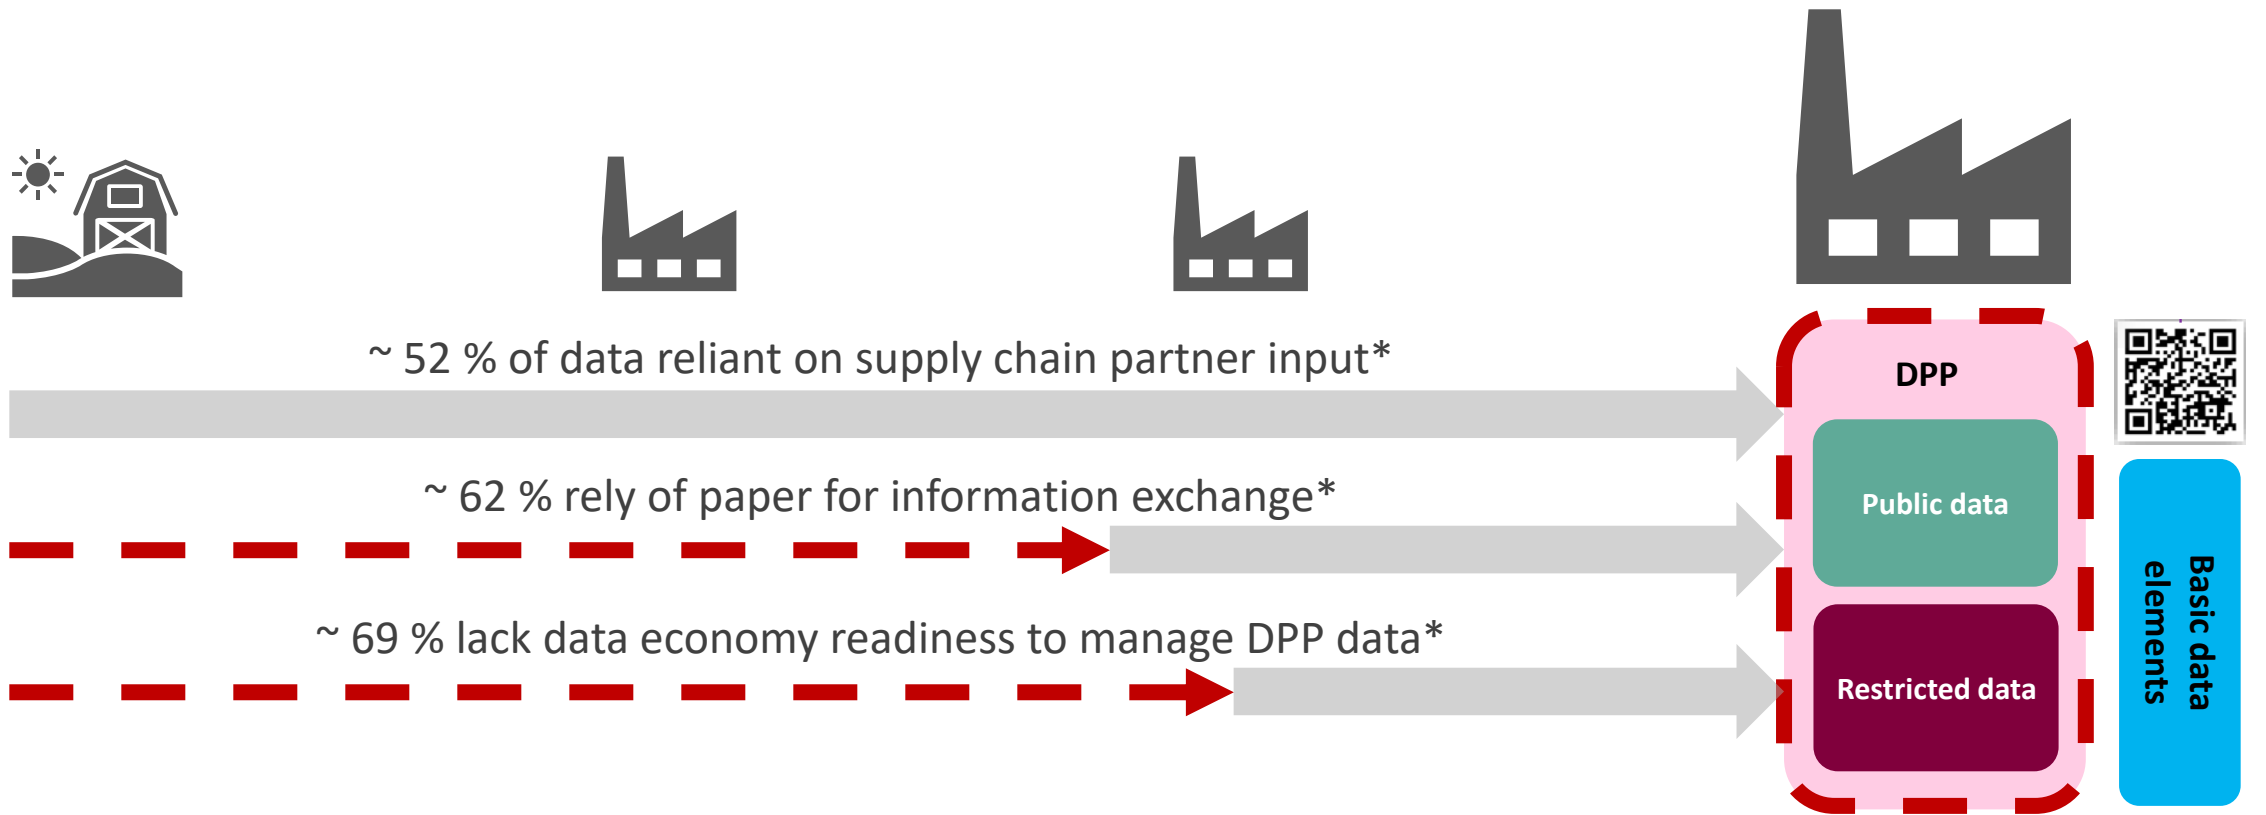 ~ 52 % of data reliant on supply chain partner input*
~ 62 % rely of paper for information exchange*
~ 69 % lack data economy readiness to manage DPP data*
DPP
Public data
Restricted data
Basic data
elements